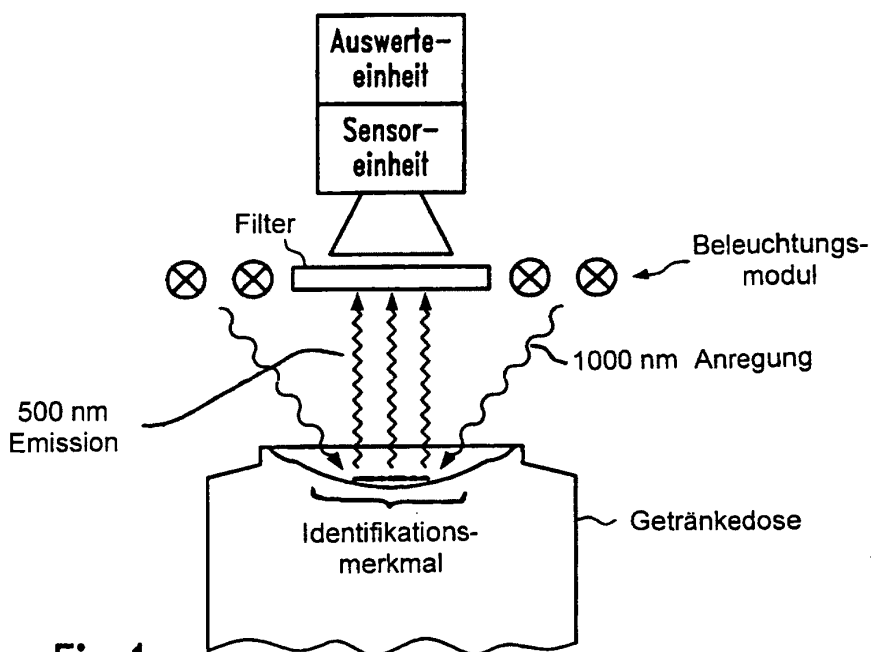 Auswerte-
einheit
Sensor-
einheit
Filter
Beleuchtungs-
modul
1000 nm Anregung
500 nm
Emission
Identifikations-
merkmal
Getränkedose